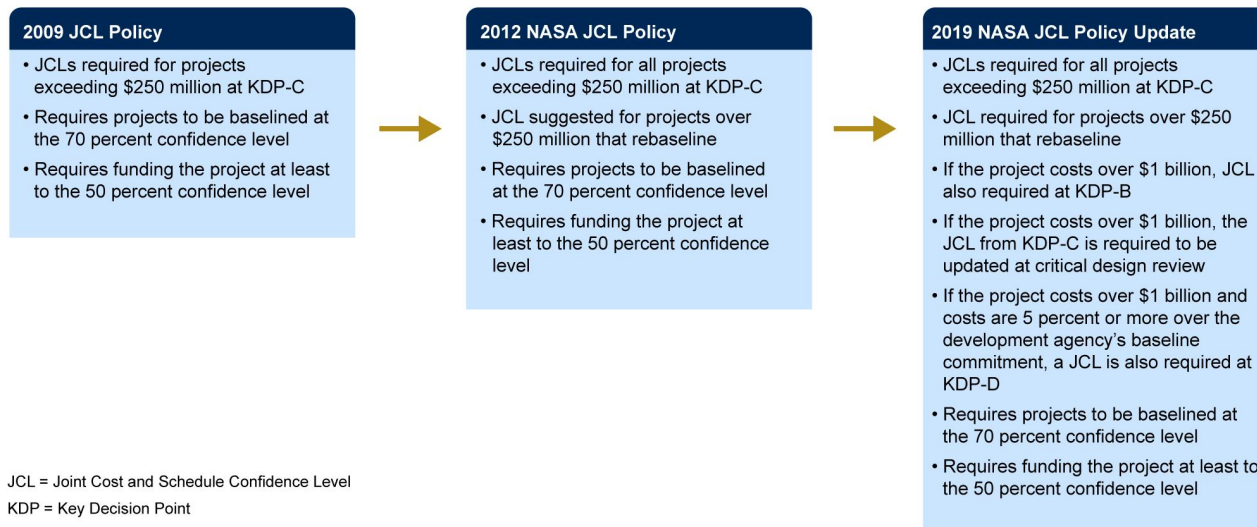 2009 JCL Policy
• JCLs required for projects
exceeding $250 million at KDP-C
• Requires projects to be baselined at
the 70 percent confidence level
• Requires funding the project at least
to the 50 percent confidence level
2012 NASA JCL Policy
• JCLs required for all projects
exceeding $250 million at KDP-C
• JCL suggested for projects over
$250 million that rebaseline
• Requires projects to be baselined
at the 70 percent confidence level
• Requires funding the project at
least to the 50 percent confidence
level
2019 NASA JCL Policy Update
• JCLs required for all projects
exceeding $250 million at KDP-C
• JCL required for projects over $250
million that rebaseline
• If the project costs over $1 billion, JCL
also required at KDP-B
• If the project costs over $1 billion, the
JCL from KDP-C is required to be
updated at critical design review
• If the project costs over $1 billion and
costs are 5 percent or more over the
development agency’s baseline
commitment, a JCL is also required at
KDP-D
• Requires projects to be baselined at
the 70 percent confidence level
• Requires funding the project at least to
the 50 percent confidence level
JCL = Joint Cost and Schedule Confidence Level
KDP = Key Decision Point